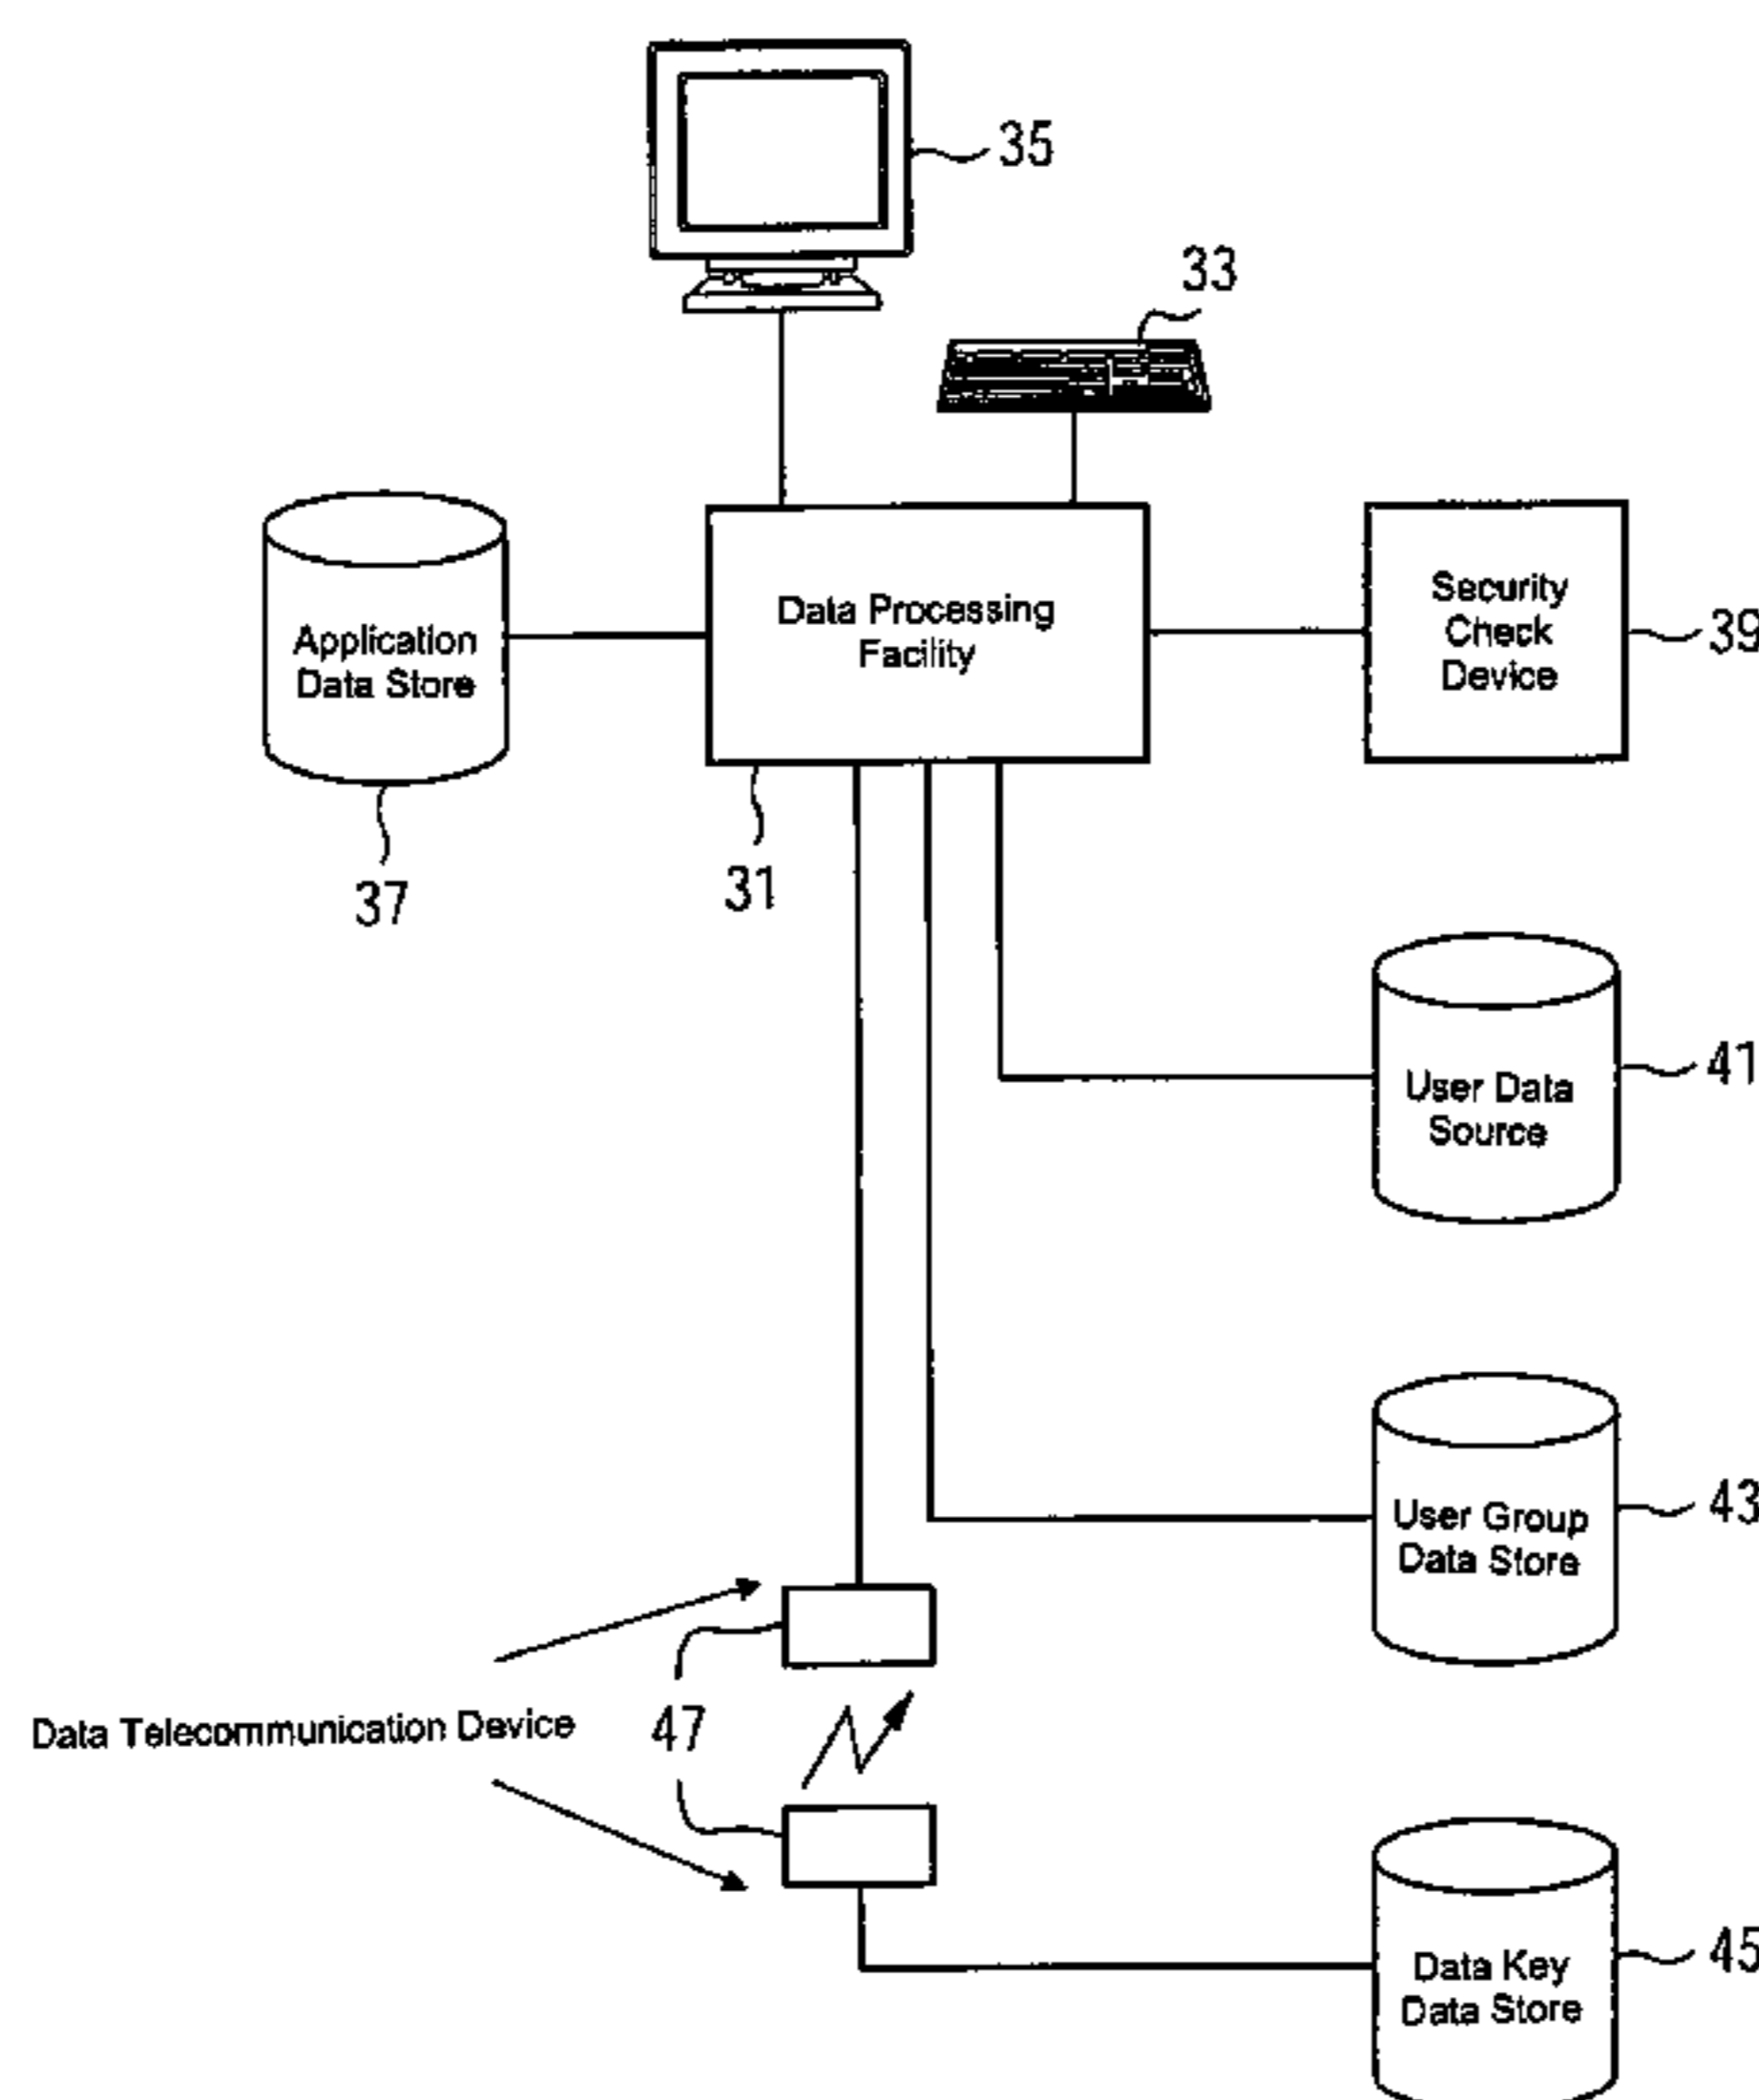 35
33
Application
Data Store
Data Processing
Facility
Security
Check
Device
39
37
31
User Data
Source
41
User Group
Data Store
43
Data Telecommunication Device
47
Data Key
Data Store
45